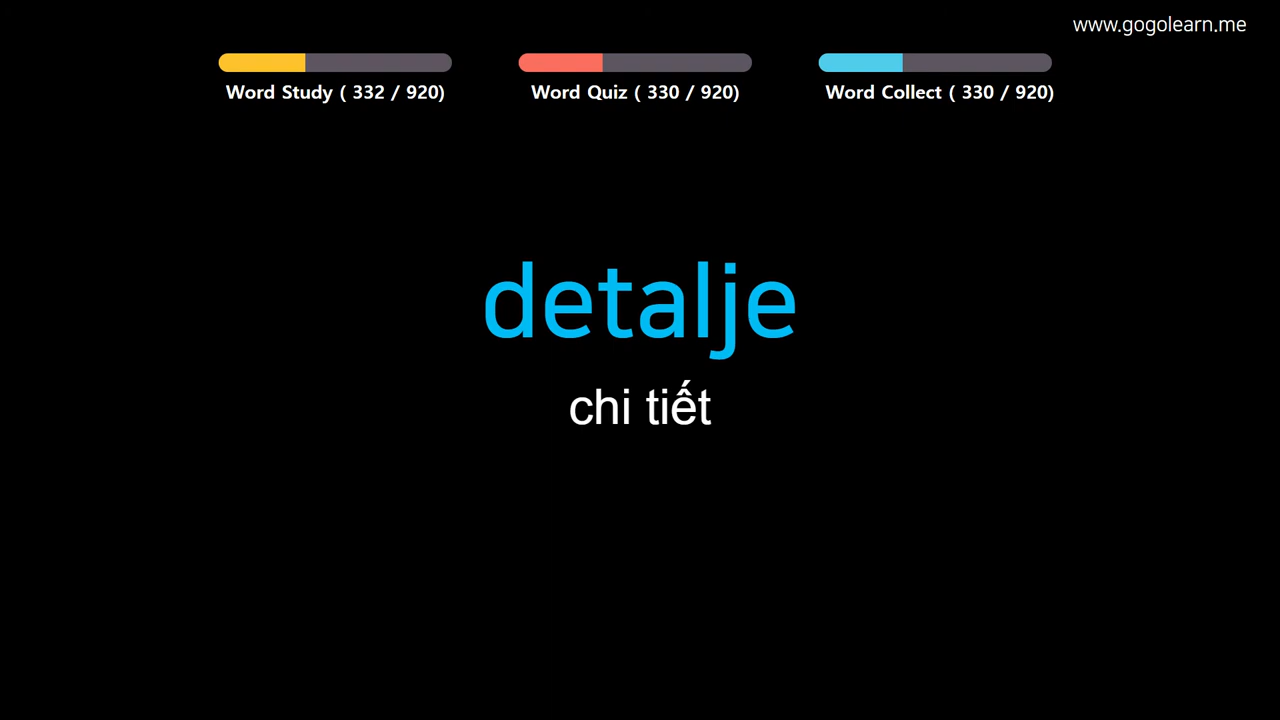 www.gogolearn.me
Word Study ( 332 / 920)
Word Quiz ( 330 / 920)
Word Collect ( 330 / 920)
detalje
chi tiết